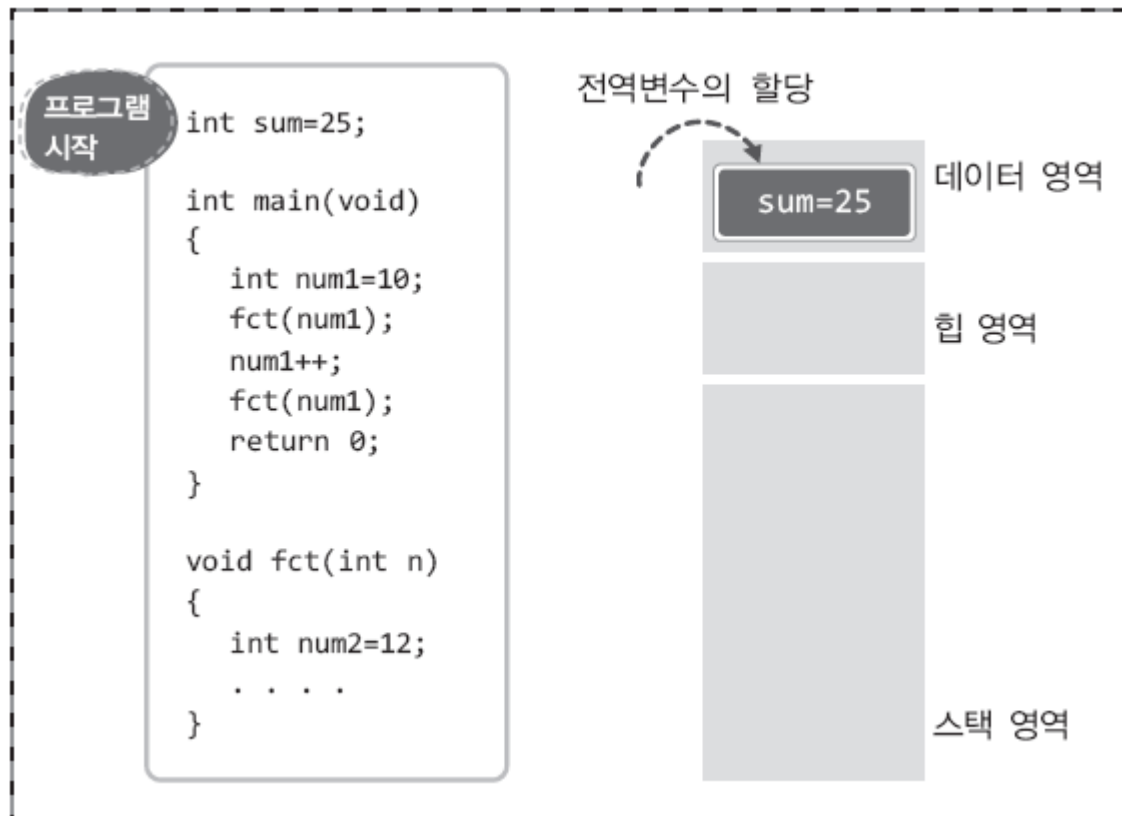 프로그램
시작
int sum=25;
int main(void)
{
int num1=10;
fct(num1);
num1++;
fct(num1);
return 0;
}
void fct(int n)
{
int num2=12;
. . . .
}
전역변수의 할당
sum=25
데이터 영역
힙 영역
스택 영역